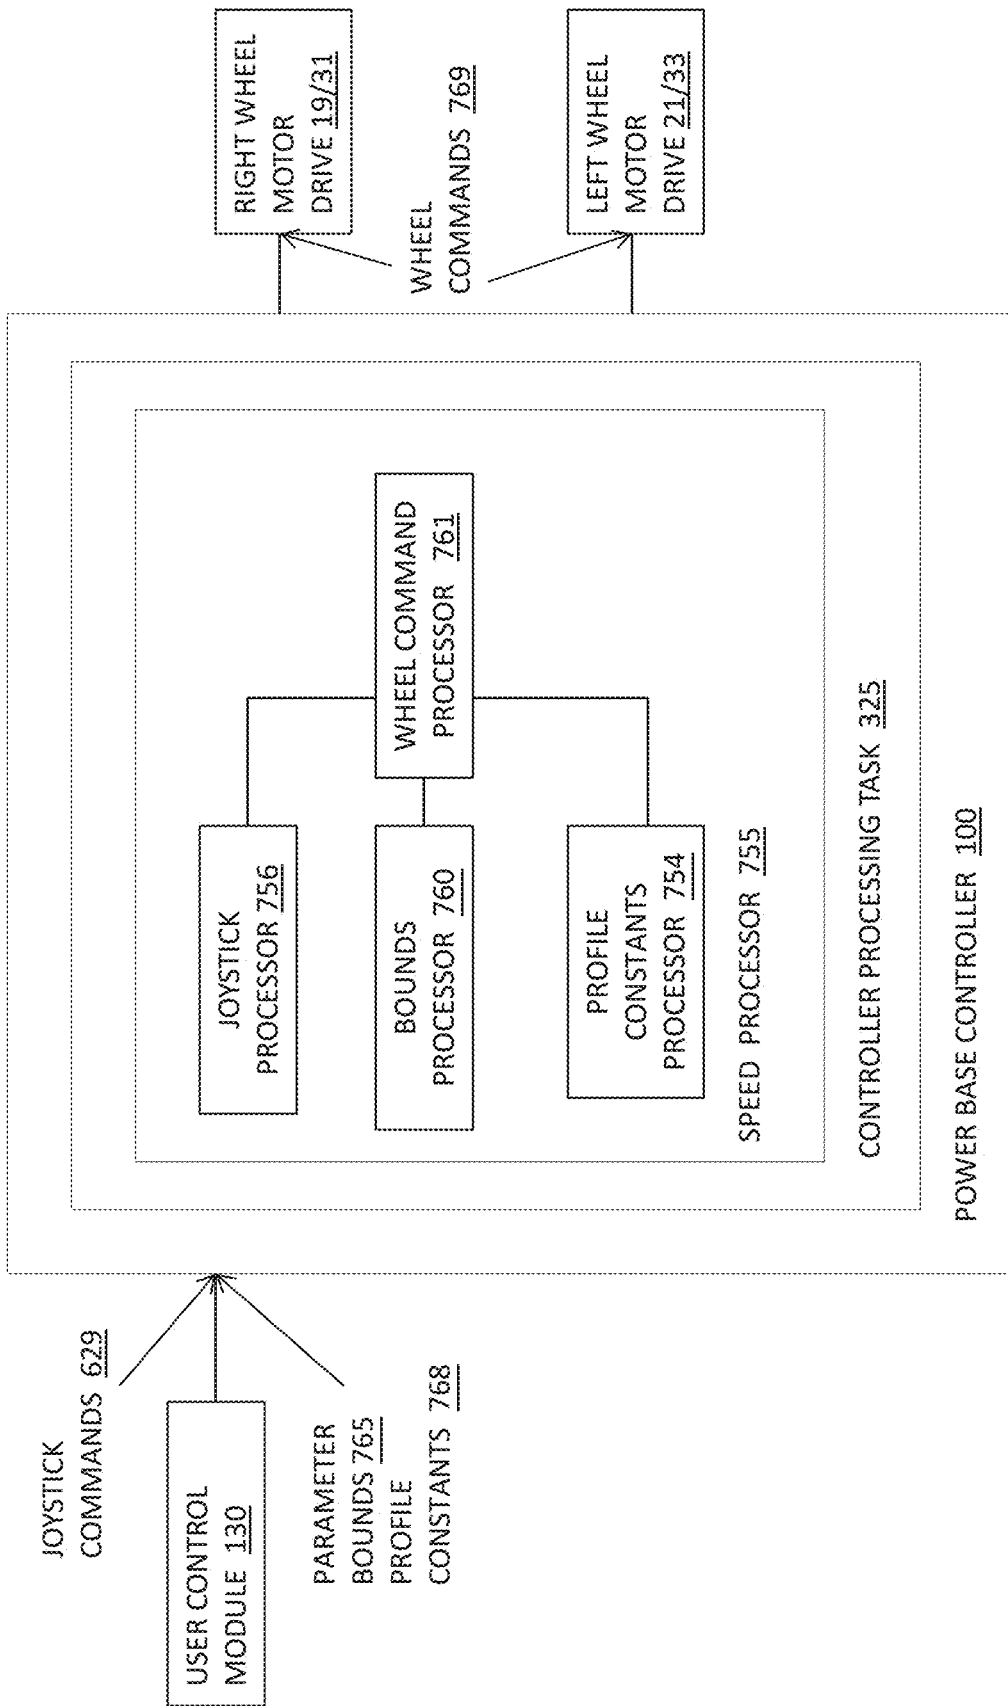 JOYSTICK
COMMANDS 629
USER CONTROL
MODULE 130
PARAMETER
BOUNDS 765
PROFILE
CONSTANTS 768
JOYSTICK
PROCESSOR 756
BOUNDS
PROCESSOR 760
PROFILE
CONSTANTS
PROCESSOR 754
WHEEL COMMAND
PROCESSOR 761
SPEED PROCESSOR 755
CONTROLLER PROCESSING TASK 325
POWER BASE CONTROLLER 100
RIGHT WHEEL
MOTOR
DRIVE 19/31
WHEEL
COMMANDS 769
LEFT WHEEL
MOTOR
DRIVE 21/33